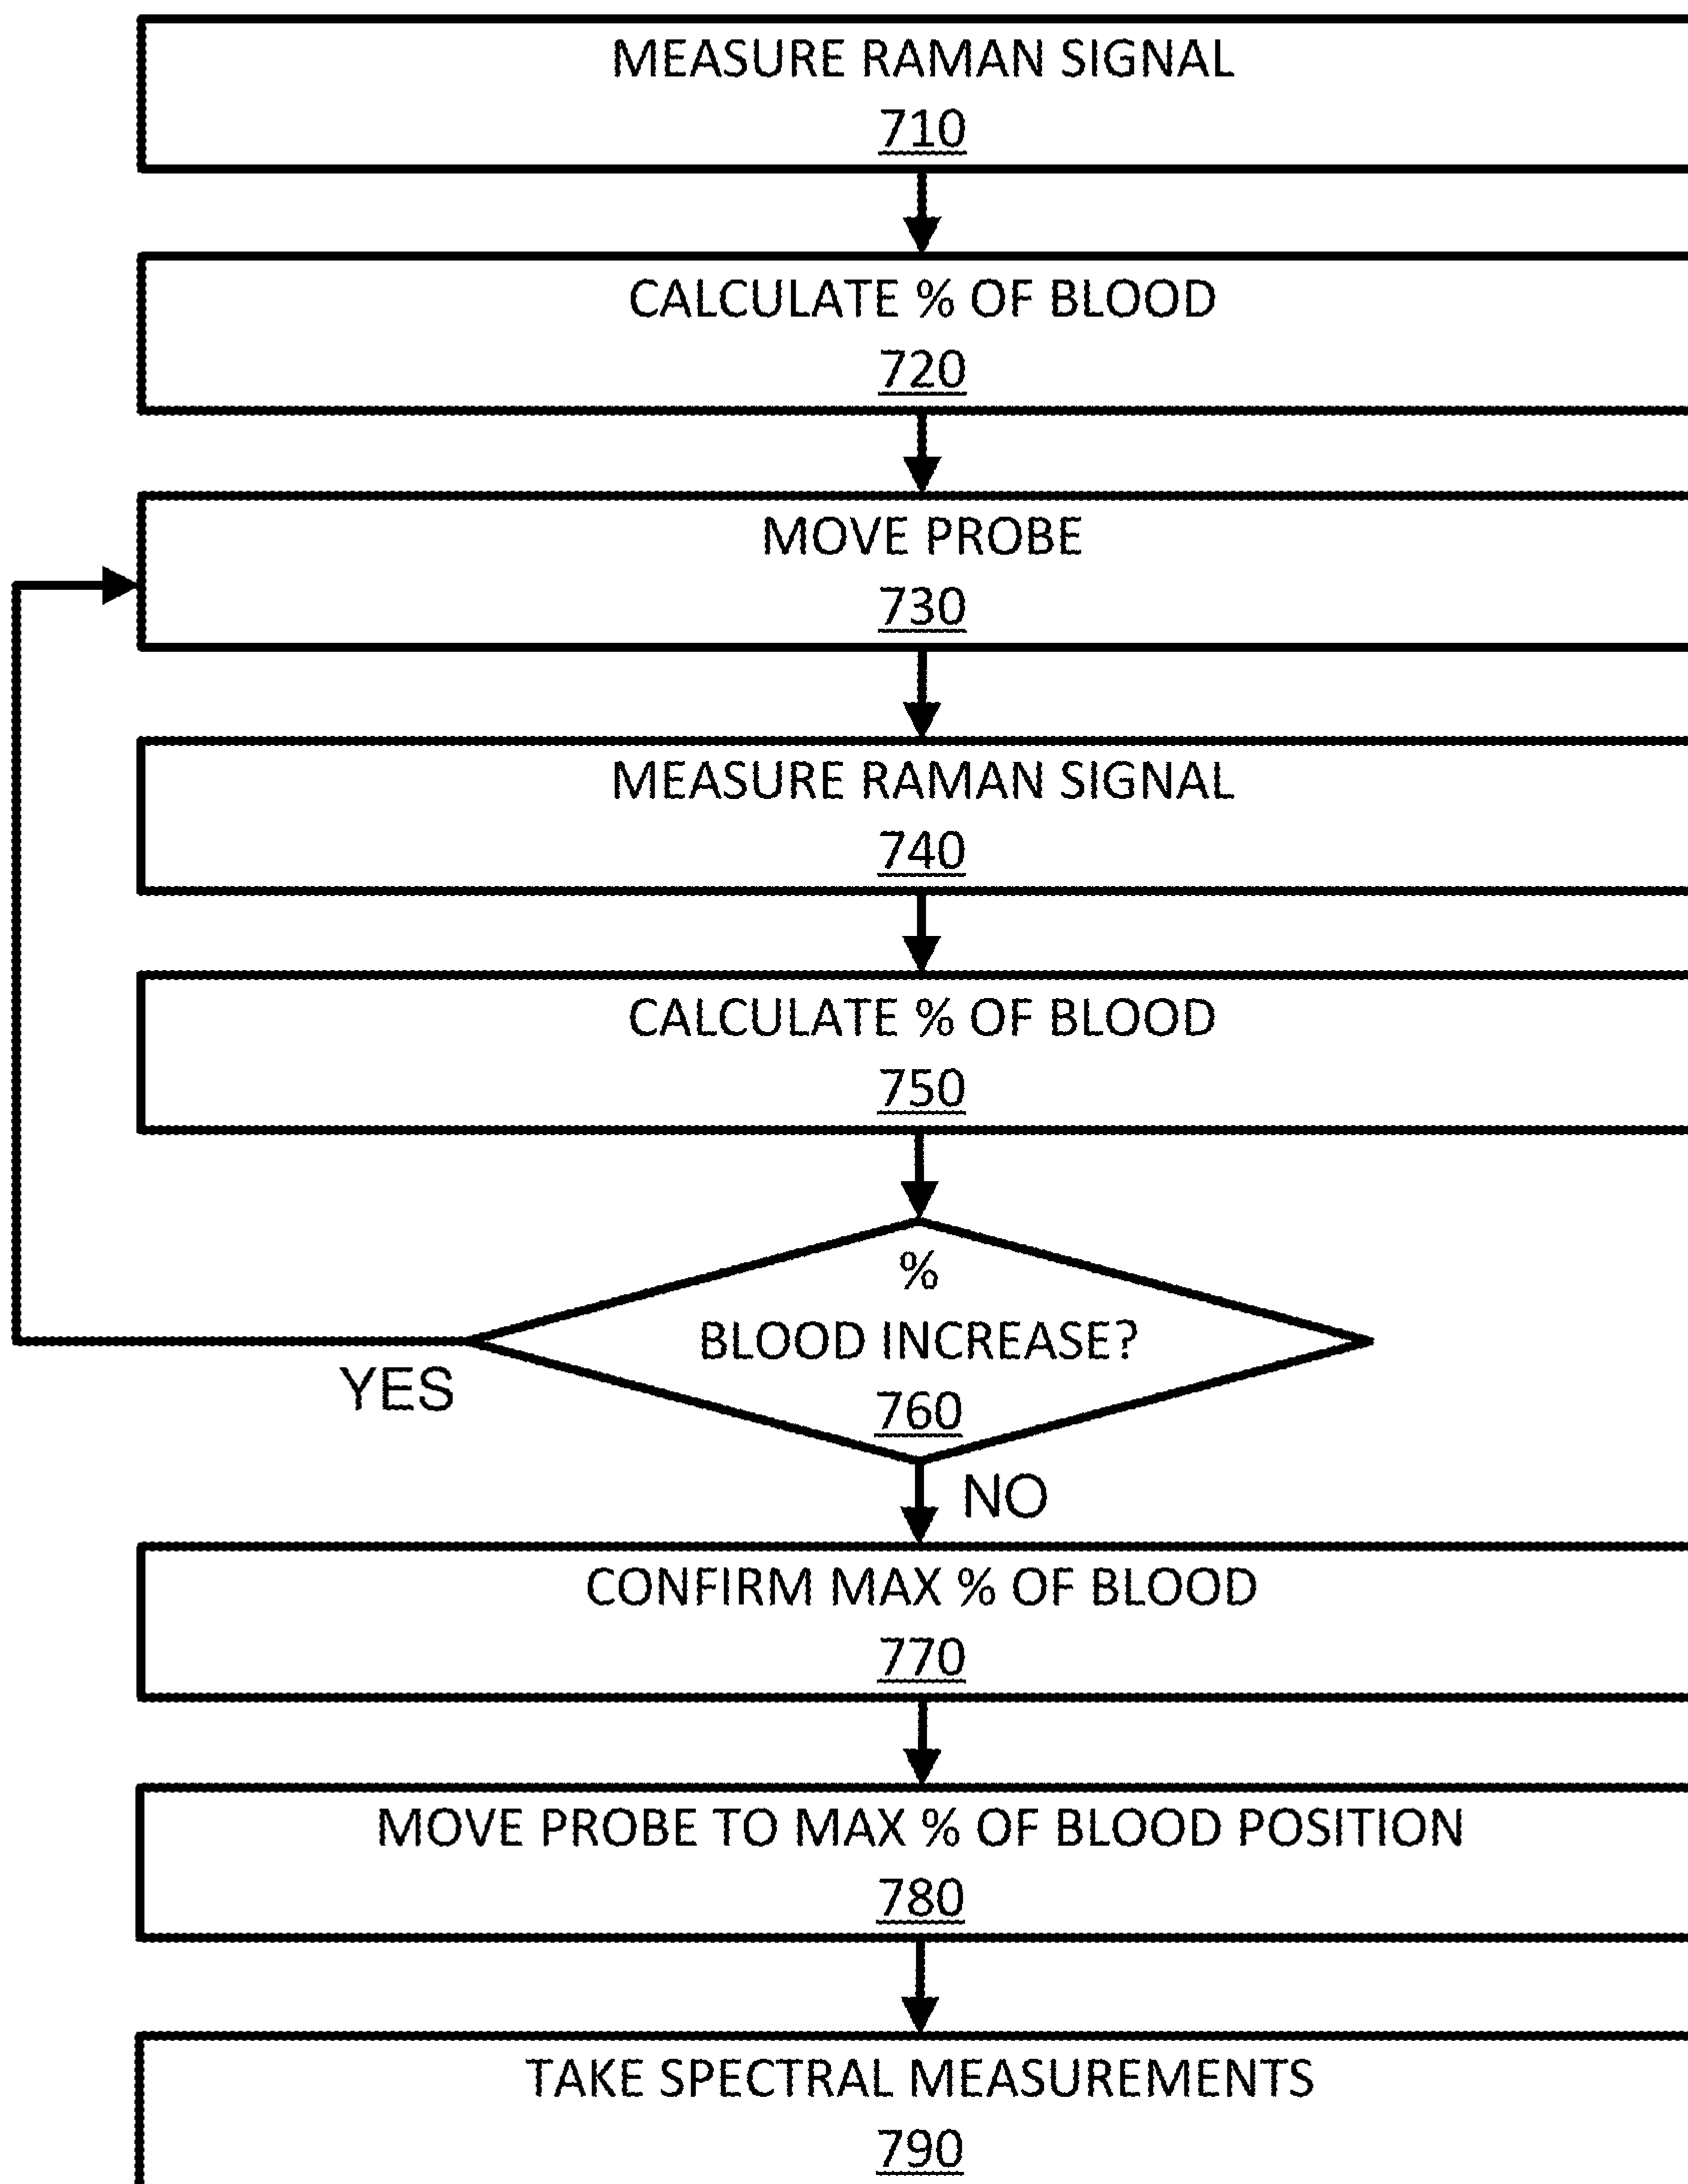 MEASURE RAMAN SIGNAL
710
CALCULATE % OF BLOOD
720
MOVE PROBE
730
MEASURE RAMAN SIGNAL
740
CALCULATE % OF BLOOD
750
%
BLOOD INCREASE?
760
YES
NO
CONFIRM MAX % OF BLOOD
770
MOVE PROBE TO MAX % OF BLOOD POSITION
780
TAKE SPECTRAL MEASUREMENTS
790